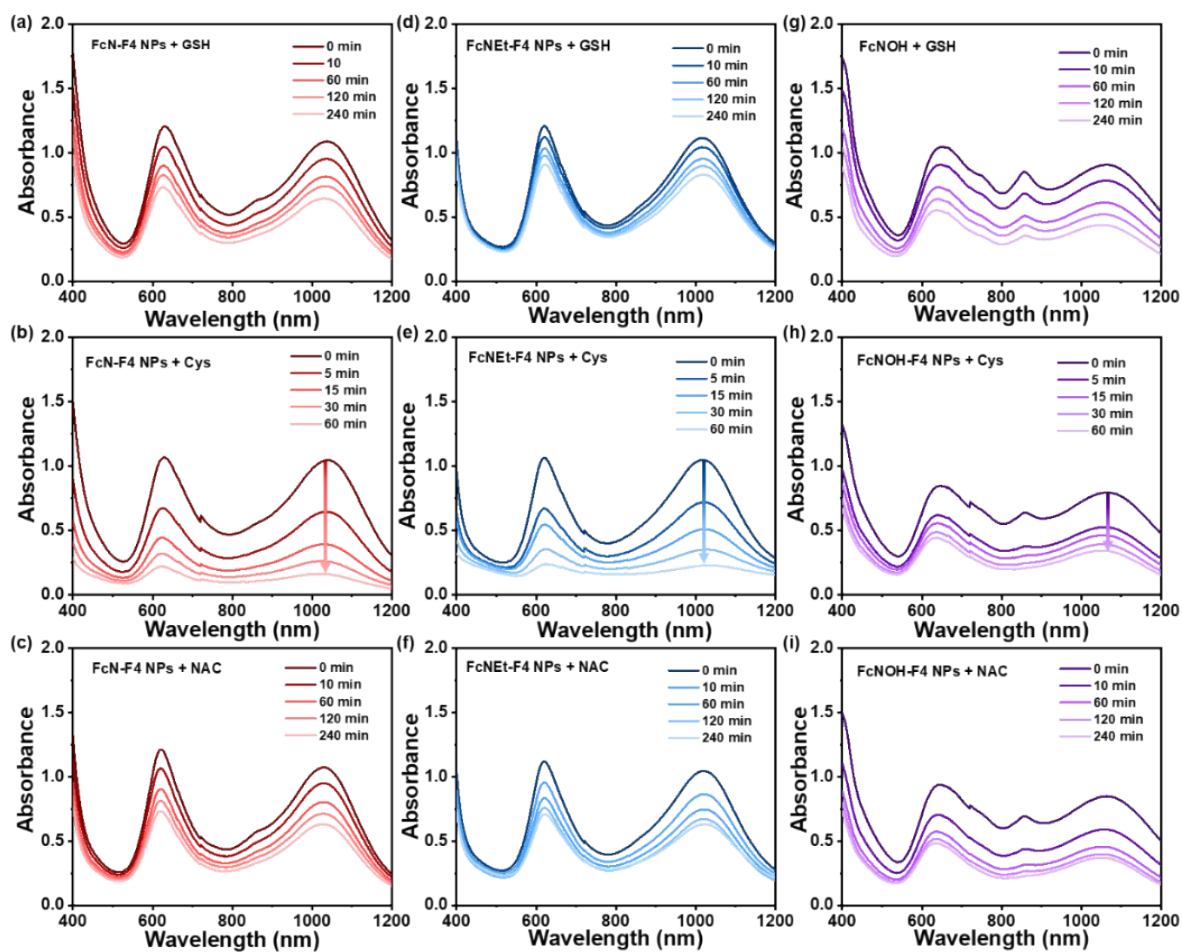 (a)
FcN-F4 NPs + GSH
0 min
10
60 min
120 min
240 min
2.0
1.5
1.0
0.5
0.0
Absorbance
400 600 800 1000 1200
Wavelength (nm)
(d)
FcNEt-F4 NPs + GSH
0 min
10 min
60 min
120 min
240 min
2.0
1.5
1.0
0.5
0.0
Absorbance
400 600 800 1000 1200
Wavelength (nm)
(g)
FcNOH + GSH
0 min
10 min
60 min
120 min
240 min
2.0
1.5
1.0
0.5
0.0
Absorbance
400 600 800 1000 1200
Wavelength (nm)
(b)
FcN-F4 NPs + Cys
0 min
5 min
15 min
30 min
60 min
2.0
1.5
1.0
0.5
0.0
Absorbance
400 600 800 1000 1200
Wavelength (nm)
(e)
FcNEt-F4 NPs + Cys
0 min
5 min
15 min
30 min
60 min
2.0
1.5
1.0
0.5
0.0
Absorbance
400 600 800 1000 1200
Wavelength (nm)
(h)
FcNOH-F4 NPs + Cys
0 min
5 min
15 min
30 min
60 min
2.0
1.5
1.0
0.5
0.0
Absorbance
400 600 800 1000 1200
Wavelength (nm)
(c)
FcN-F4 NPs + NAC
0 min
10 min
60 min
120 min
240 min
2.0
1.5
1.0
0.5
0.0
Absorbance
400 600 800 1000 1200
Wavelength (nm)
(f)
FcNEt-F4 NPs + NAC
0 min
10 min
60 min
120 min
240 min
2.0
1.5
1.0
0.5
0.0
Absorbance
400 600 800 1000 1200
Wavelength (nm)
(i)
FcNOH-F4 NPs + NAC
0 min
10 min
60 min
120 min
240 min
2.0
1.5
1.0
0.5
0.0
Absorbance
400 600 800 1000 1200
Wavelength (nm)